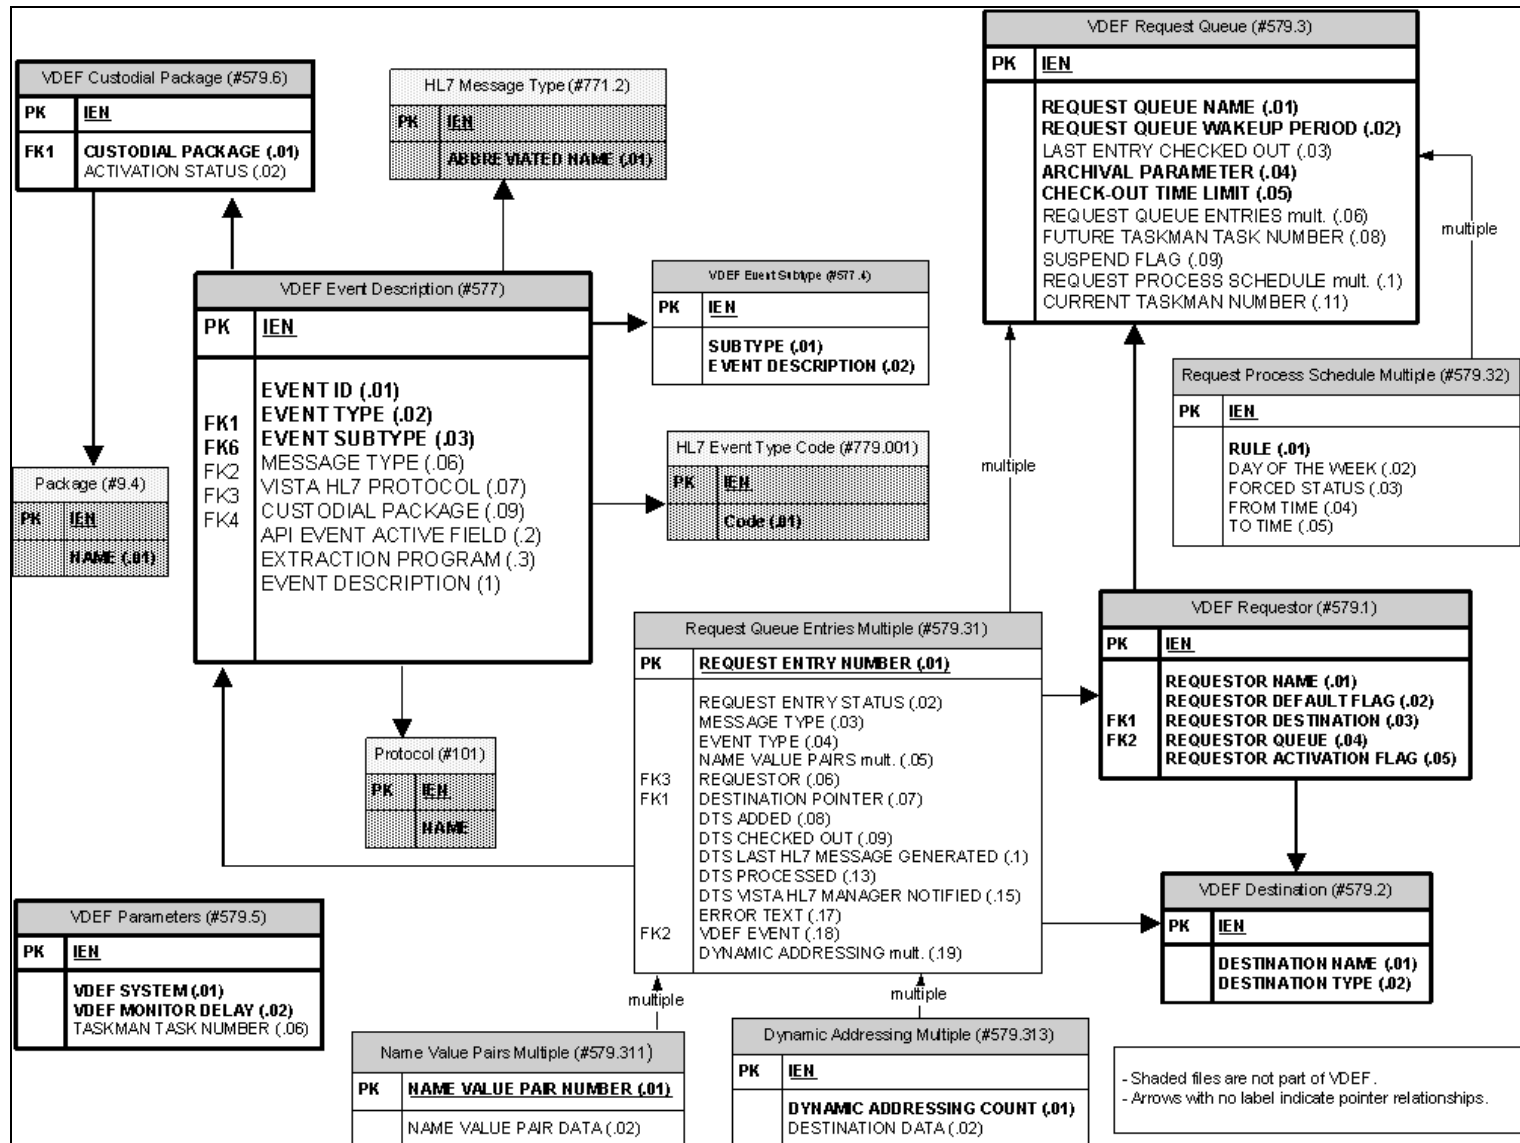 VDEF Custodial Package (#579.6)
PK IEN
FK1 CUSTODIAL PACKAGE (.01)
ACTIVATION STATUS (.02)
HL7 Message Type (#771.2)
PK IEN
ABBREVIATED NAME (.01)
VDEF Request Queue (#579.3)
PK IEN
REQUEST QUEUE NAME (.01)
REQUEST QUEUE WAKEUP PERIOD (.02)
LAST ENTRY CHECKED OUT (.03)
ARCHIVAL PARAMETER (.04)
CHECK-OUT TIME LIMIT (.05)
REQUEST QUEUE ENTRIES mult. (.06)
FUTURE TASKMAN TASK NUMBER (.08)
SUSPEND FLAG (.09)
REQUEST PROCESS SCHEDULE mult. (.1)
CURRENT TASKMAN NUMBER (.11)
multiple
VDEF Event Description (#577)
PK IEN
EVENT ID (.01)
FK1 EVENT TYPE (.02)
FK6 EVENT SUBTYPE (.03)
FK2 MESSAGE TYPE (.06)
FK3 VISTA HL7 PROTOCOL (.07)
FK4 CUSTODIAL PACKAGE (.09)
API EVENT ACTIVE FIELD (.2)
EXTRACTION PROGRAM (.3)
EVENT DESCRIPTION (1)
VDEF Event Subtype (#577.4)
PK IEN
SUBTYPE (.01)
EVENT DESCRIPTION (.02)
HL7 Event Type Code (#779.001)
PK IEN
Code (.01)
multiple
Request Process Schedule Multiple (#579.32)
PK IEN
RULE (.01)
DAY OF THE WEEK (.02)
FORCED STATUS (.03)
FROM TIME (.04)
TO TIME (.05)
Package (#9.4)
PK IEN
NAME (.01)
Request Queue Entries Multiple (#579.31)
PK REQUEST ENTRY NUMBER (.01)
REQUEST ENTRY STATUS (.02)
MESSAGE TYPE (.03)
EVENT TYPE (.04)
NAME VALUE PAIRS mult. (.05)
FK3 REQUESTOR (.06)
FK1 DESTINATION POINTER (.07)
DTS ADDED (.08)
DTS CHECKED OUT (.09)
DTS LAST HL7 MESSAGE GENERATED (.1)
DTS PROCESSED (.13)
DTS VISTA HL7 MANAGER NOTIFIED (.15)
ERROR TEXT (.17)
FK2 VDEF EVENT (.18)
DYNAMIC ADDRESSING mult. (.19)
VDEF Requestor (#579.1)
PK IEN
REQUESTOR NAME (.01)
REQUESTOR DEFAULT FLAG (.02)
FK1 REQUESTOR DESTINATION (.03)
FK2 REQUESTOR QUEUE (.04)
REQUESTOR ACTIVATION FLAG (.05)
Protocol (#101)
PK IEN
NAME
VDEF Destination (#579.2)
PK IEN
DESTINATION NAME (.01)
DESTINATION TYPE (.02)
VDEF Parameters (#579.5)
PK IEN
VDEF SYSTEM (.01)
VDEF MONITOR DELAY (.02)
TASKMAN TASK NUMBER (.06)
multiple
multiple
Name Value Pairs Multiple (#579.311)
PK NAME VALUE PAIR NUMBER (.01)
NAME VALUE PAIR DATA (.02)
Dynamic Addressing Multiple (#579.313)
PK IEN
DYNAMIC ADDRESSING COUNT (.01)
DESTINATION DATA (.02)
- Shaded files are not part of VDEF.
- Arrows with no label indicate pointer relationships.